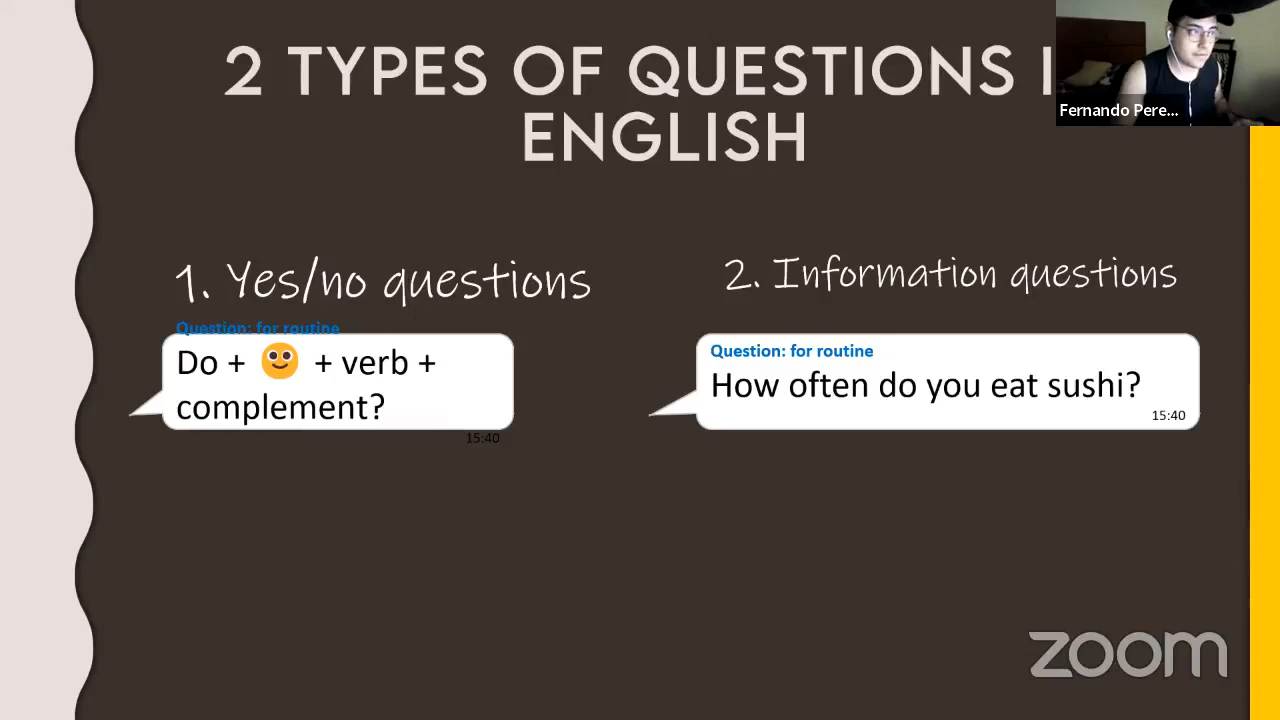 2 TYPES OF QUESTIONS I
ENGLISH
Fernando Pere...
1. Yes/no questions
2. Information questions
Question: for routine
Do + 🙂 + verb +
complement?
15:40
Question: for routine
How often do you eat sushi?
15:40
zoom